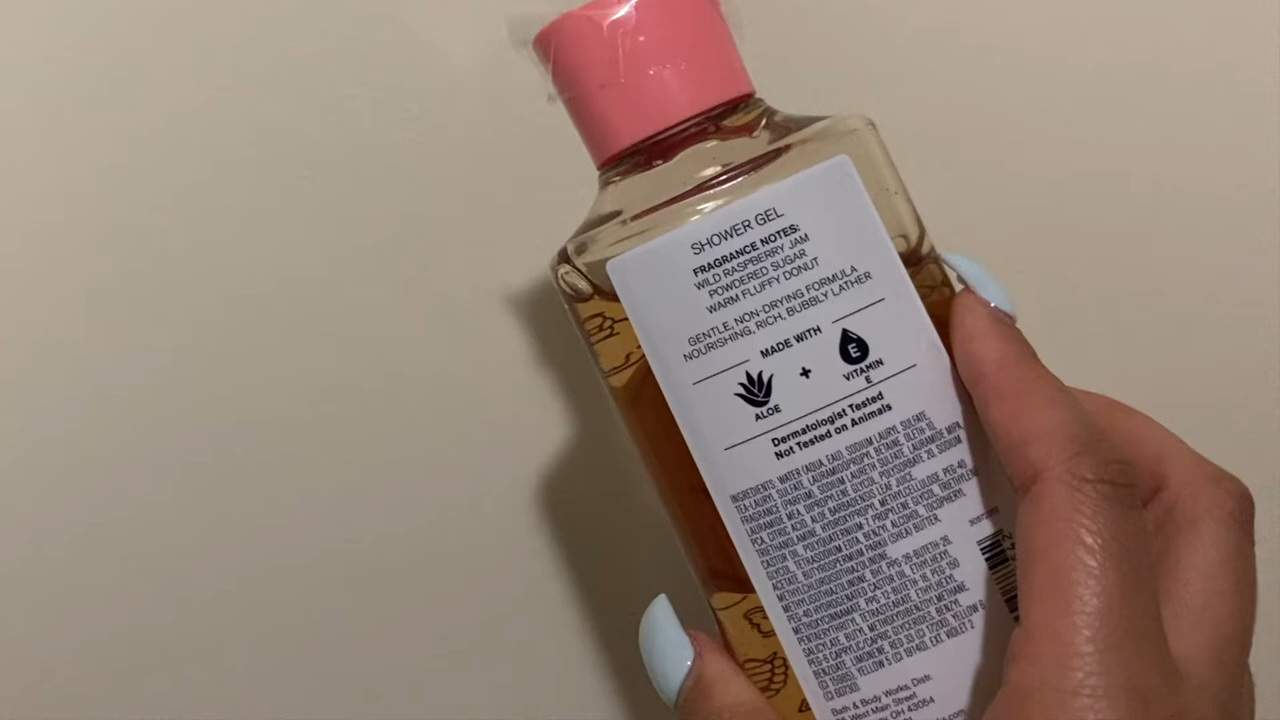 SHOWER GEL
FRAGRANCE NOTES:
WILD RASPBERRY JAM
POWDERED SUGAR
WARM FLUFFY DONUT
GENTLE, NON-DRYING FORMULA
NOURISHING, RICH, BUBBLY LATHER
MADE WITH
E
ALOE + VITAMIN
E
Dermatologist Tested
Not Tested on Animals
INGREDIENTS: WATER (AQUA, EAU), SODIUM LAURYL SULFATE,
TEA-LAURYL SULFATE, LAURAMIDOPROPYL BETAINE, OLETH-10,
FRAGRANCE (PARFUM), SODIUM LAURETH SULFATE, LAURAMIDE MIPA,
LAURAMIDE MEA, DIPROPYLENE GLYCOL, POLYSORBATE 20, SODIUM
PCA, CITRIC ACID, ALOE BARBADENSIS LEAF JUICE,
TRIETHANOLAMINE, HYDROXYPROPYL METHYLCELLULOSE, PEG-40
CASTOR OIL, POLYQUATERNIUM-7, PROPYLENE GLYCOL, TRIETHYLENE
GLYCOL, TETRASODIUM EDTA, BENZYL ALCOHOL, TOCOPHERYL
ACETATE, BUTYROSPERMUM PARKII (SHEA) BUTTER,
METHYLCHLOROISOTHIAZOLINONE,
METHYLISOTHIAZOLINONE, BHT, PPG-26-BUTETH-26,
PEG-40 HYDROGENATED CASTOR OIL, ETHYLHEXYL
METHOXYCINNAMATE, PPG-12-BUTETH-16, PEG-150
PENTAERYTHRITYL TETRASTEARATE, ETHYLHEXYL
SALICYLATE, BUTYL METHOXYDIBENZOYLMETHANE,
PEG-6 CAPRYLIC/CAPRIC GLYCERIDES, BENZYL
BENZOATE, LIMONENE, RED 33 (CI 17200), YELLOW 6
(CI 15985), YELLOW 5 (CI 19140), EXT. VIOLET 2
(CI 60730).
Bath & Body Works, Distr.
West Main Street
OH 43054